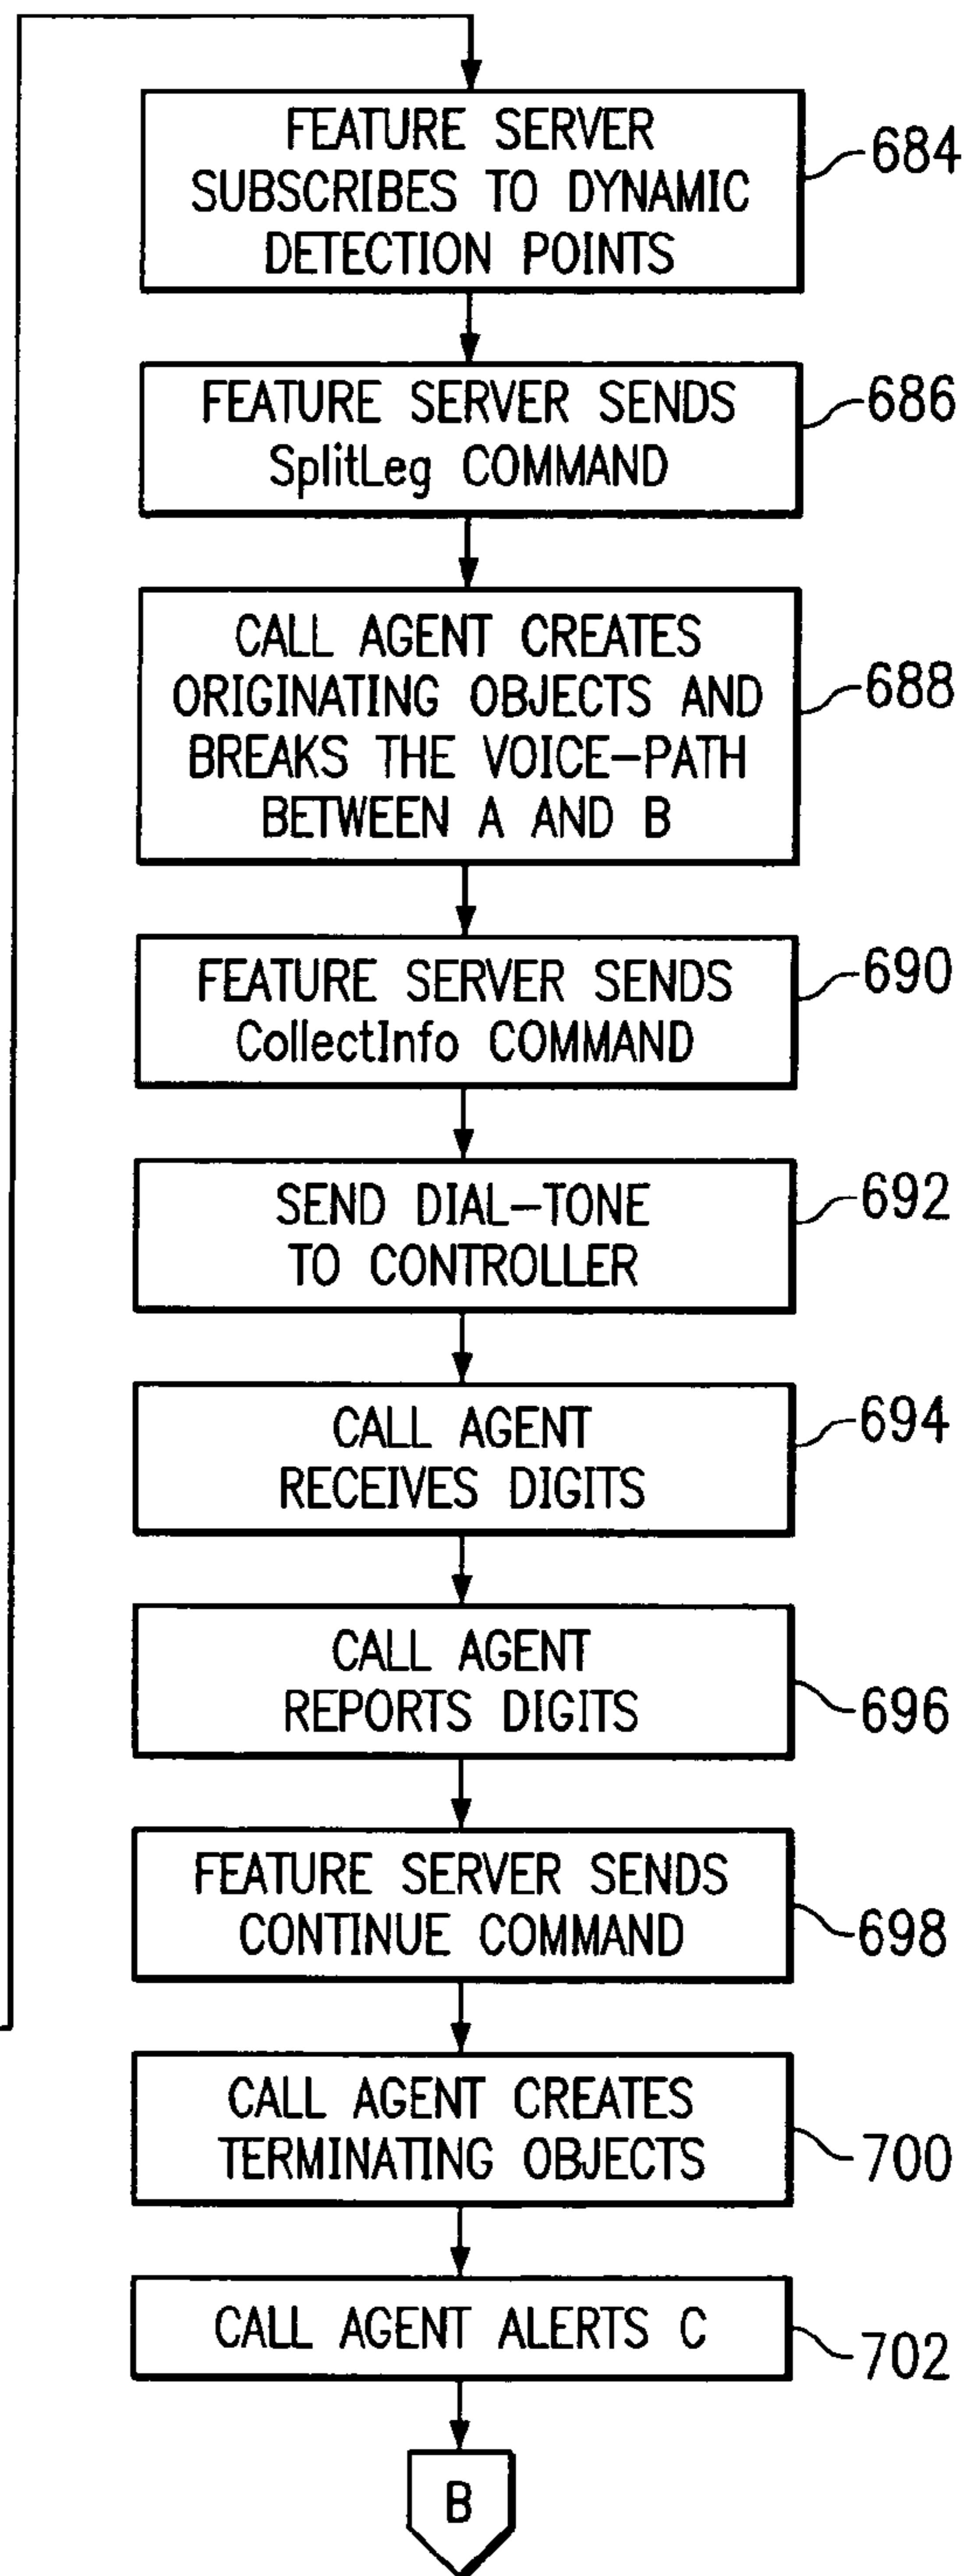 FEATURE SERVER
SUBSCRIBES TO DYNAMIC
DETECTION POINTS
684
FEATURE SERVER SENDS
SplitLeg COMMAND
686
CALL AGENT CREATES
ORIGINATING OBJECTS AND
BREAKS THE VOICE-PATH
BETWEEN A AND B
688
FEATURE SERVER SENDS
CollectInfo COMMAND
690
SEND DIAL-TONE
TO CONTROLLER
692
CALL AGENT
RECEIVES DIGITS
694
CALL AGENT
REPORTS DIGITS
696
FEATURE SERVER SENDS
CONTINUE COMMAND
698
CALL AGENT CREATES
TERMINATING OBJECTS
700
CALL AGENT ALERTS C
702
B